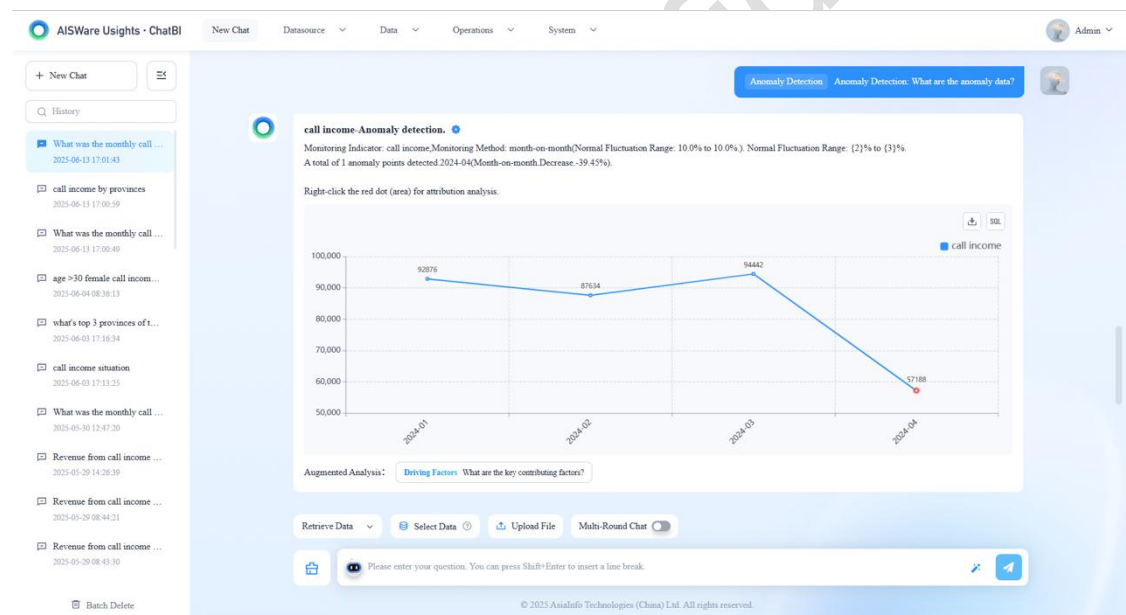 AISWare Usights · ChatBI
New Chat
Datasource
Data
Operations
System
Admin
+ New Chat
History
What was the monthly call ...
2025-06-13 17:01:43
call income by provinces
2025-06-13 17:00:59
What was the monthly call ...
2025-06-13 17:00:49
age >30 female call incom...
2025-06-04 08:38:13
what's top 3 provinces of t...
2025-06-03 17:16:34
call income situation
2025-06-03 17:13:25
What was the monthly call ...
2025-05-30 12:47:20
Revenue from call income ...
2025-05-29 14:28:39
Revenue from call income ...
2025-05-29 08:44:21
Revenue from call income ...
2025-05-29 08:43:30
Batch Delete
Anomaly Detection Anomaly Detection: What are the anomaly data?
call income-Anomaly detection.
Monitoring Indicator: call income,Monitoring Method: month-on-month(Normal Fluctuation Range: 10.0% to 10.0%.). Normal Fluctuation Range: {2}% to {3}%.
A total of 1 anomaly points detected.2024-04(Month-on-month.Decrease.-39.45%).
Right-click the red dot (area) for attribution analysis.
SQL
call income
100,000
90,000
80,000
70,000
60,000
50,000
92876
87634
94442
57188
2024-01
2024-02
2024-03
2024-04
Augmented Analysis:
Driving Factors What are the key contributing factors?
Retrieve Data
Select Data
Upload File
Multi-Round Chat
Please enter your question. You can press Shift+Enter to insert a line break.
© 2025 AsiaInfo Technologies (China) Ltd. All rights reserved.